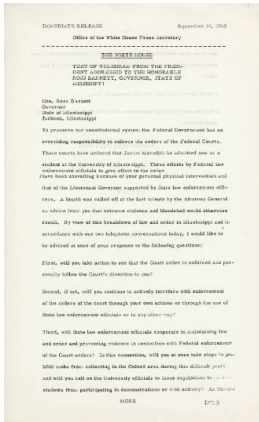 IMMEDIATE RELEASE September 29, 1962
Office of the White House Press Secretary
THE WHITE HOUSE
TEXT OF TELEGRAM FROM THE PRESI-
DENT ADDRESSED TO THE HONORABLE
ROSS BARNETT, GOVERNOR, STATE OF
MISSISSIPPI
Hon. Ross Barnett
Governor
State of Mississippi
Jackson, Mississippi
To preserve our constitutional system the Federal Government has an
overriding responsibility to enforce the orders of the Federal Courts.
Those courts have ordered that James Meredith be admitted now as a
student at the University of Mississippi. Three efforts by Federal law
enforcement officials to give effect to the order
/have been unavailing because of your personal physical intervention and
that of the Lieutenant Governor supported by State law enforcement offi-
cers. A fourth was called off at the last minute by the Attorney General
on advice from you that extreme violence and bloodshed would otherwise
result. By view of this breakdown of law and order in Mississippi and in
accordance with our two telephone conversations today, I would like to
be advised at once of your response to the following questions:
First, will you take action to see that the Court order is enforced and per-
sonally follow the Court's direction to you?
Second, if not, will you continue to actively interfere with enforcement
of the orders of the court through your own actions or through the use of
State law enforcement officials or in any other way?
Third, will State law enforcement officials cooperate in maintaining law
and order and preventing violence in connection with Federal enforcement
of the Court orders? In this connection, will you at once take steps to pro-
hibit mobs from collecting in the Oxford area during this difficult period
and will you call on the University officials to issue regulations to
students from participating in demonstrations or mob activity? As Gover-
MORE